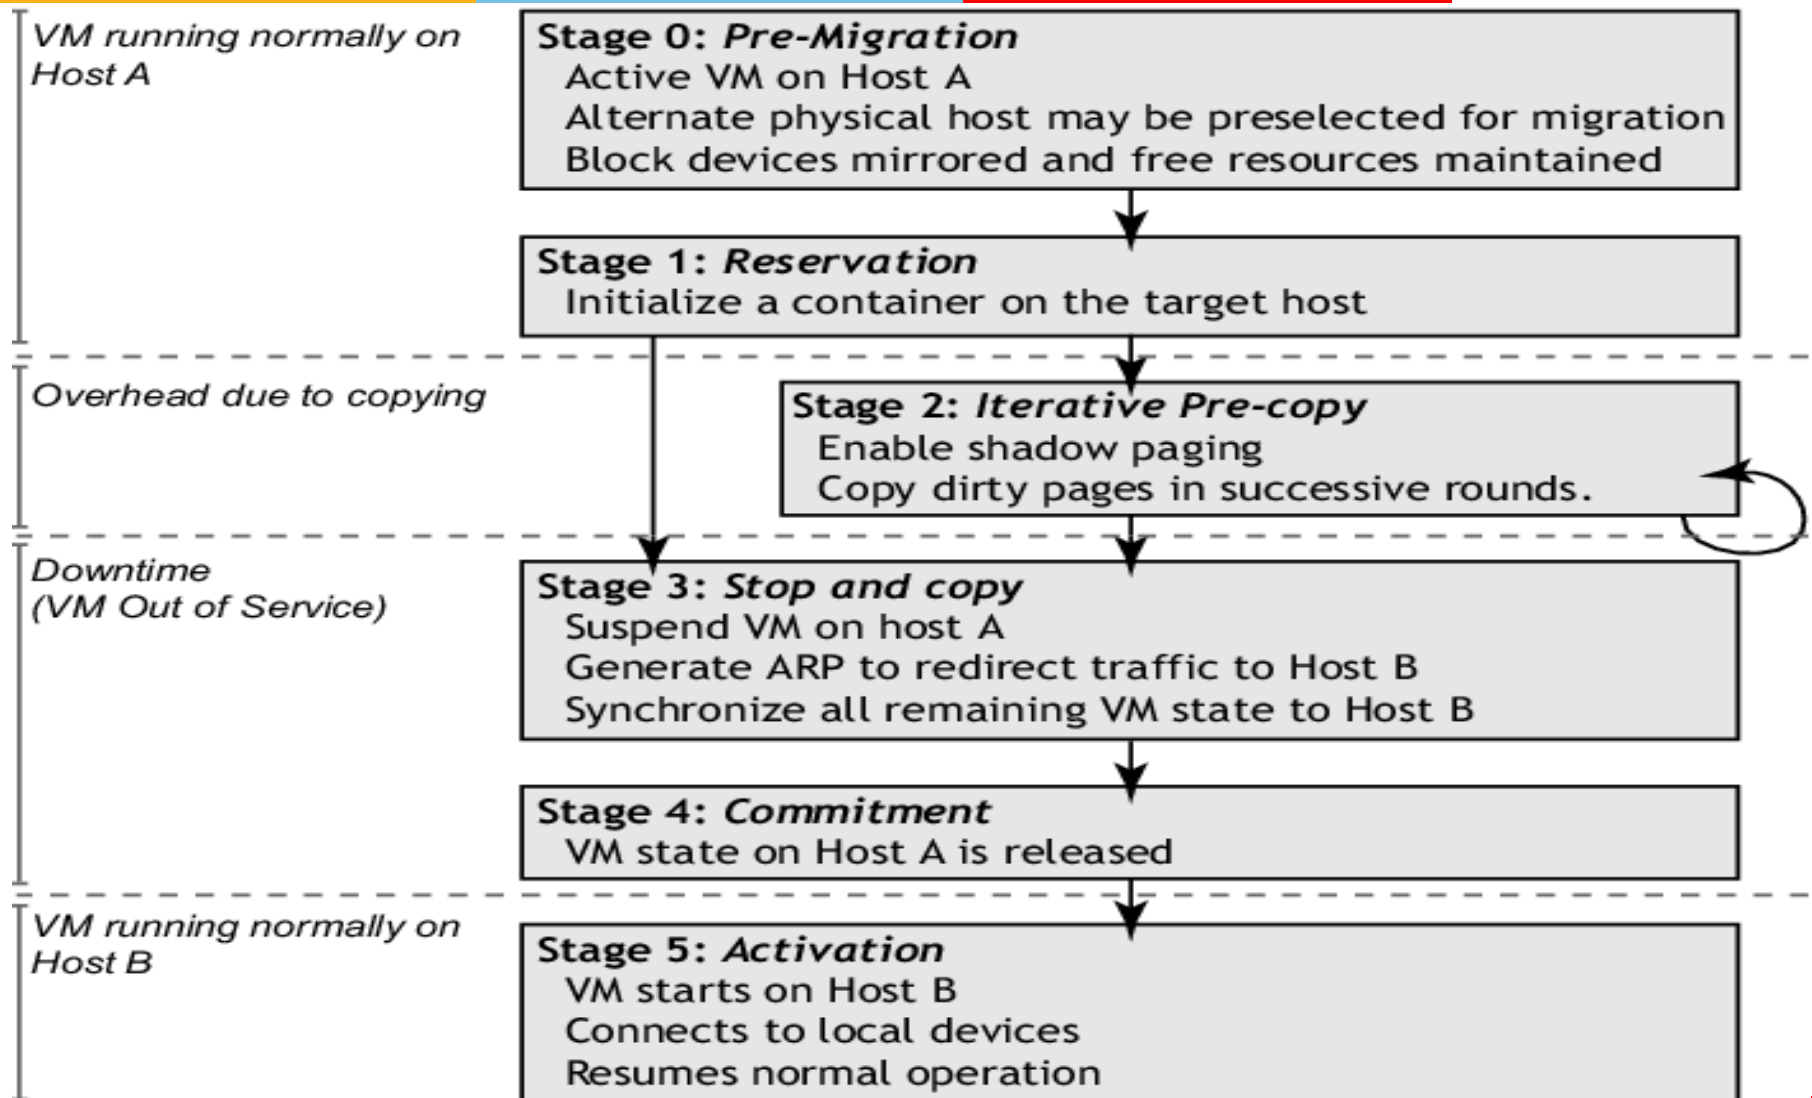 VM running normally on
Host A
Stage 0: Pre-Migration
Active VM on Host A
Alternate physical host may be preselected for migration
Block devices mirrored and free resources maintained
Stage 1: Reservation
Initialize a container on the target host
Overhead due to copying
Stage 2: Iterative Pre-copy
Enable shadow paging
Copy dirty pages in successive rounds.
Downtime
(VM Out of Service)
Stage 3: Stop and copy
Suspend VM on host A
Generate ARP to redirect traffic to Host B
Synchronize all remaining VM state to Host B
Stage 4: Commitment
VM state on Host A is released
VM running normally on
Host B
Stage 5: Activation
VM starts on Host B
Connects to local devices
Resumes normal operation